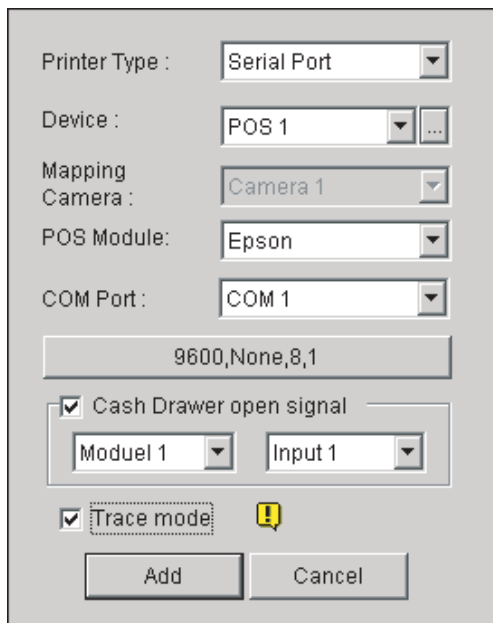 Printer Type : Serial Port
Device : POS 1 ...
Mapping
Camera : Camera 1
POS Module: Epson
COM Port : COM 1
9600,None,8,1
Cash Drawer open signal
Moduel 1 Input 1
Trace mode
Add Cancel